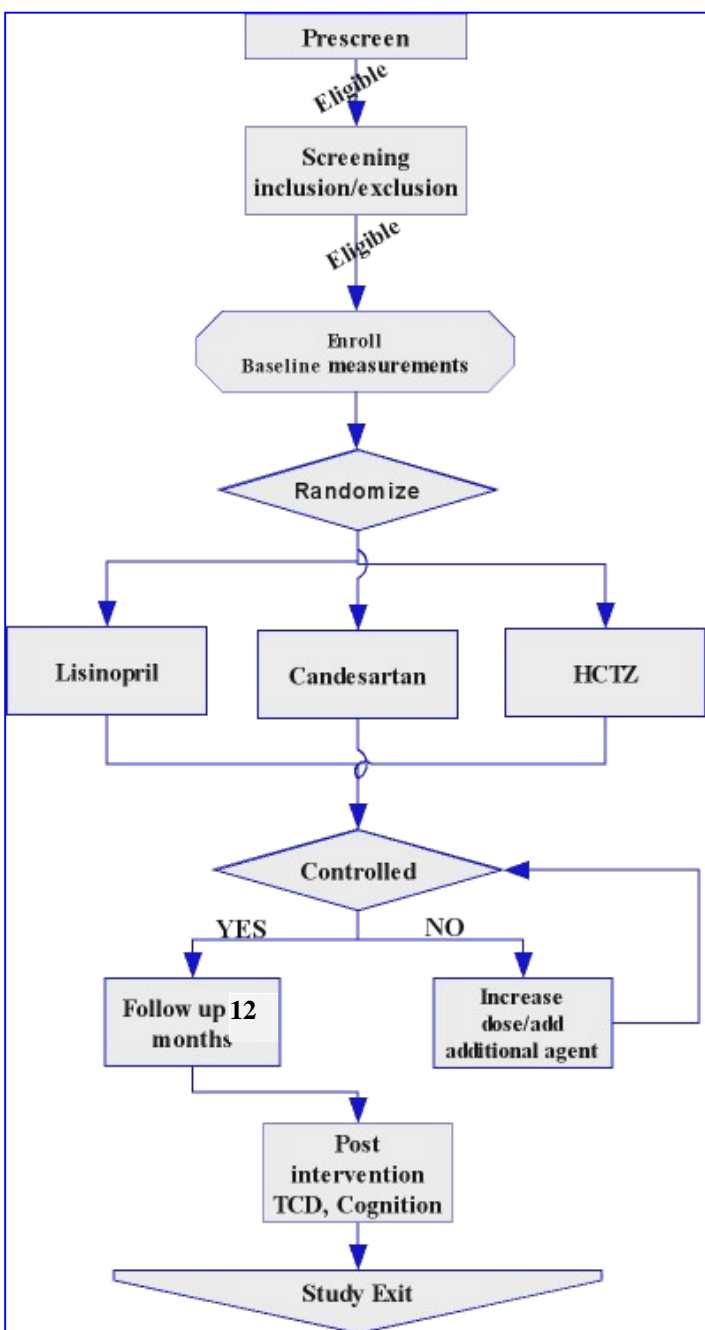 Prescreen
Eligible
Screening
inclusion/exclusion
Eligible
Enroll
Baseline measurements
Randomize
Lisinopril
Candesartan
HCTZ
Controlled
YES
NO
Follow up 12
months
Increase
dose/add
additional agent
Post
intervention
TCD, Cognition
Study Exit